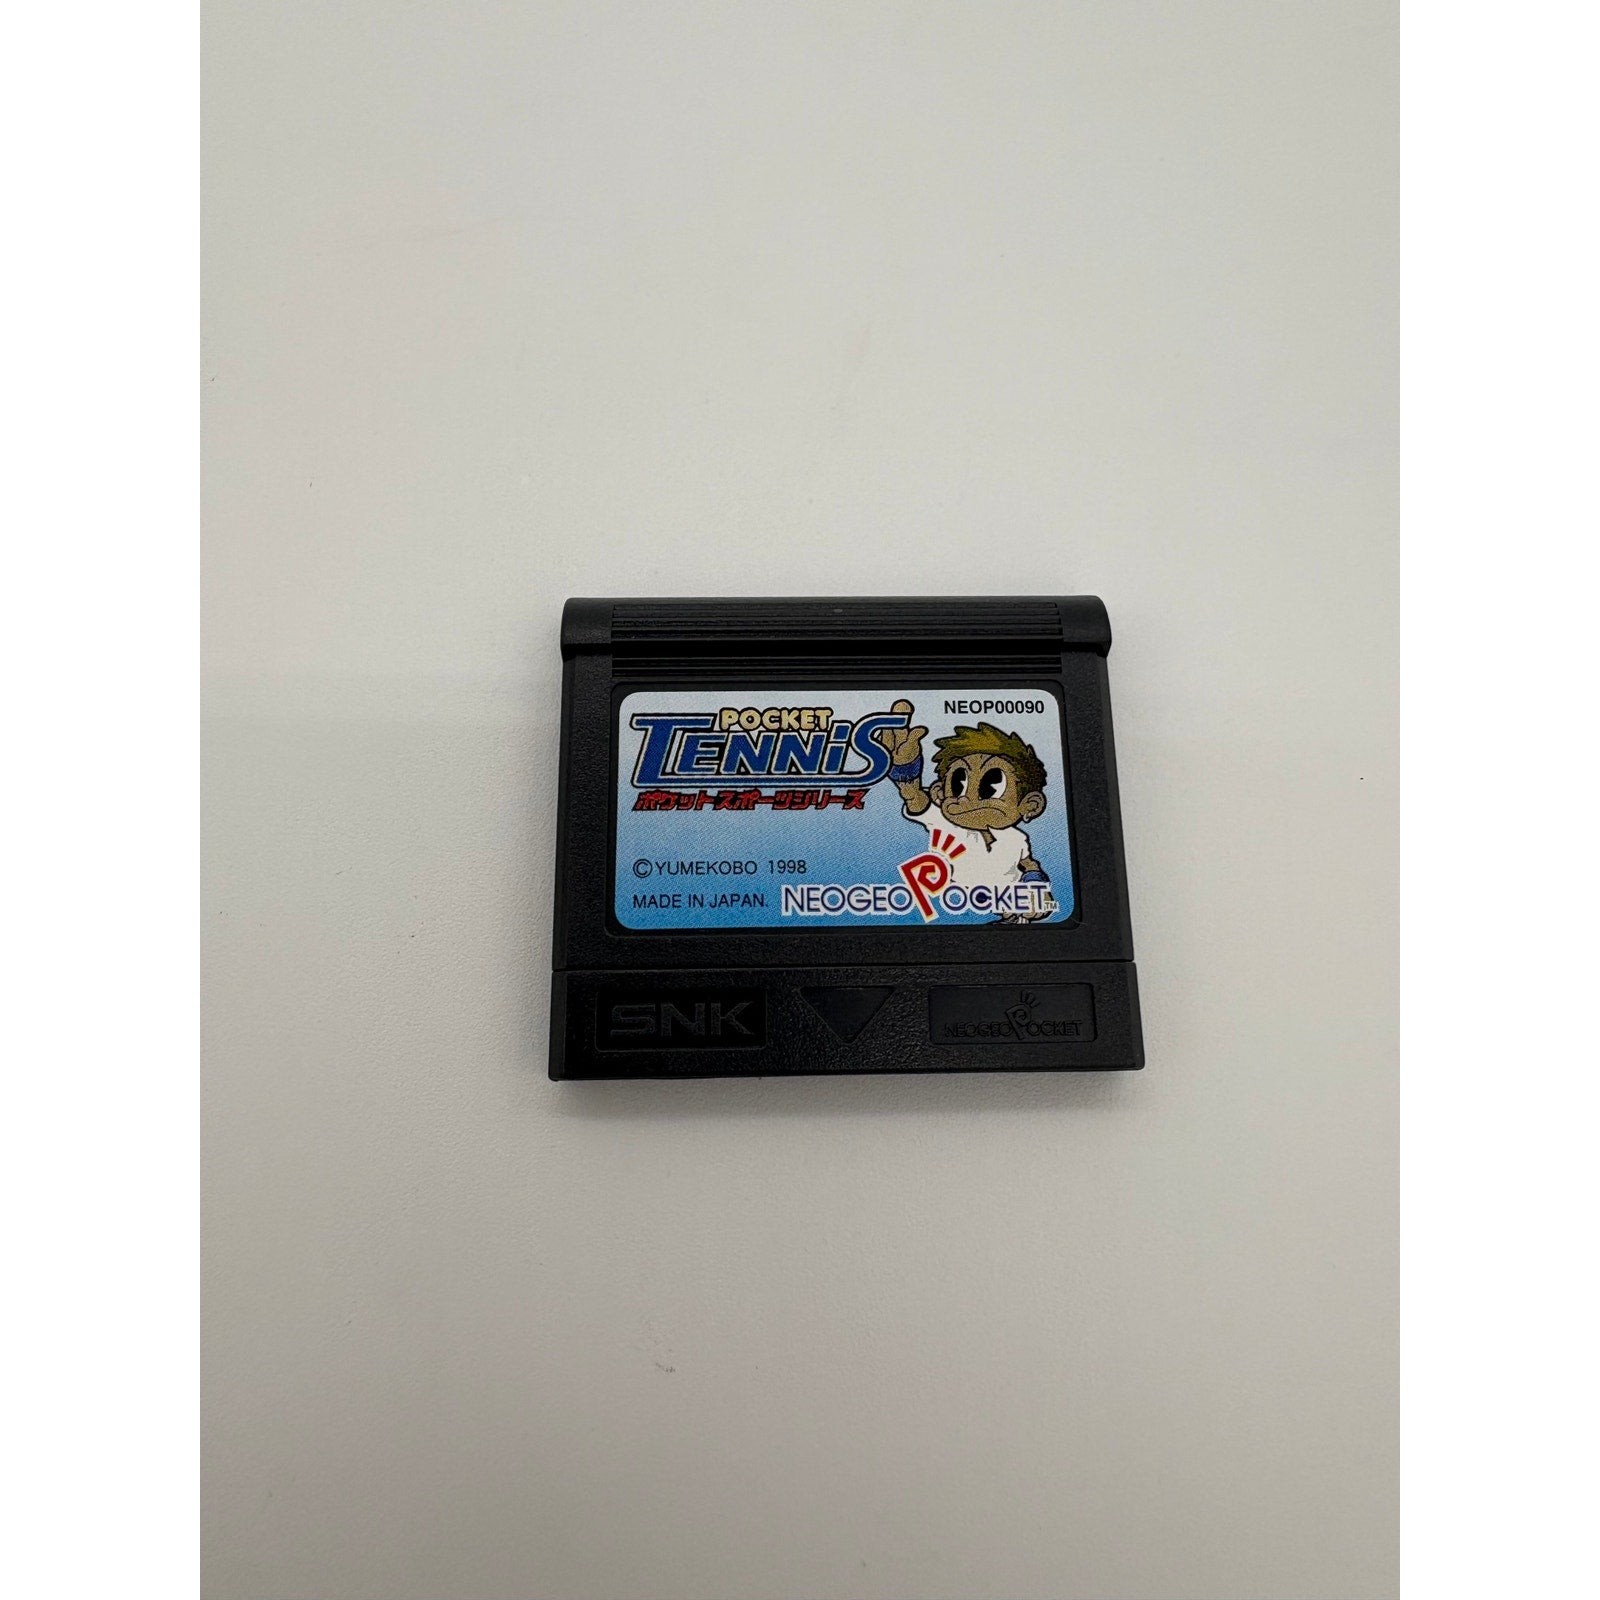 NEOP00090
POCKET
TENNiS
ポケットスポーツシリーズ
©YUMEKOBO 1998
MADE IN JAPAN.
NEOGEO POCKET™
SNK
NEOGEO POCKET